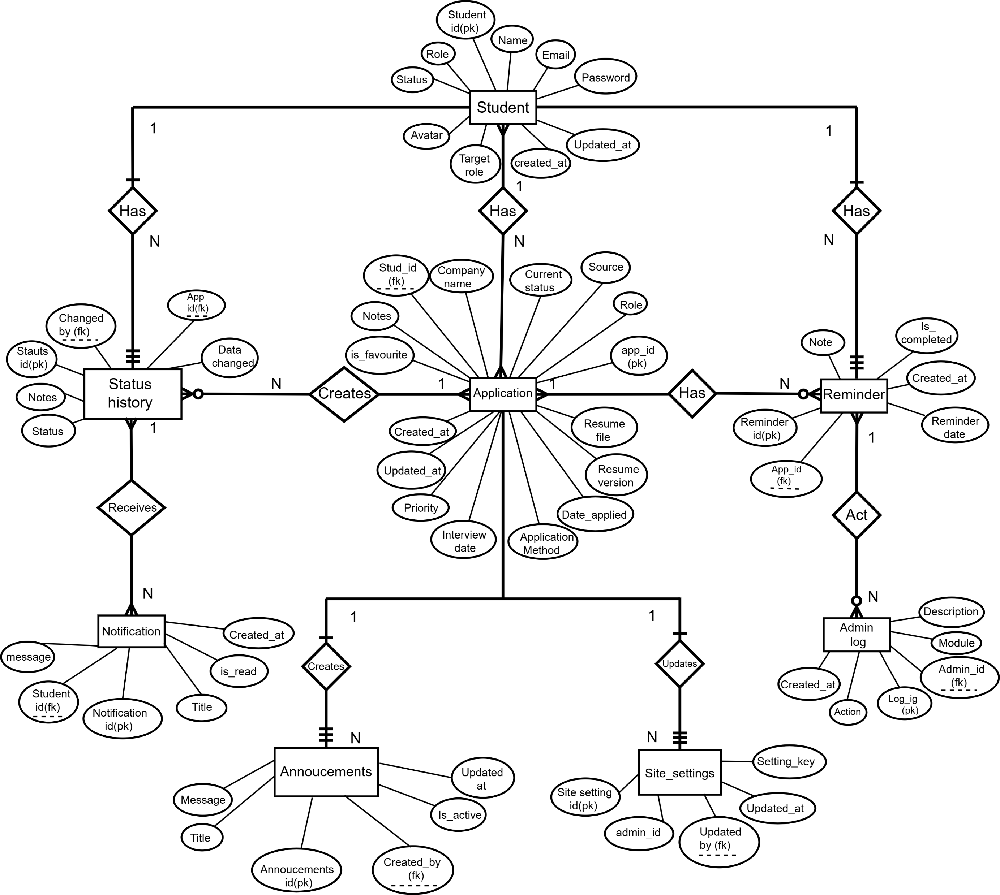 Student
id(pk)
Name
Role
Email
Status
Password
Student
1
1
Avatar
Updated_at
Target
role
created_at
1
Has
Has
Has
N
N
N
Stud_id
(fk)
Company
name
Current
status
Source
App
id(fk)
Role
Changed
by (fk)
Notes
Note
Is_
completed
Stauts
id(pk)
Data
changed
is_favourite
app_id
(pk)
Created_at
Status
history
N
Creates
1
Application
1
Has
N
Reminder
Notes
Status
1
Created_at
Resume
file
Reminder
id(pk)
1
Reminder
date
Updated_at
Resume
version
App_id
(fk)
Receives
Priority
Date_applied
Act
Interview
date
Application
Method
N
N
1
1
Description
Notification
Created_at
Admin
log
Module
message
is_read
Creates
Updates
Created_at
Admin_id
(fk)
Student
id(fk)
Notification
id(pk)
Title
Action
Log_ig
(pk)
N
N
Annoucements
Updated
at
Site_settings
Setting_key
Message
Is_active
Site setting
id(pk)
Updated_at
Title
admin_id
Updated
by (fk)
Annoucements
id(pk)
Created_by
(fk)